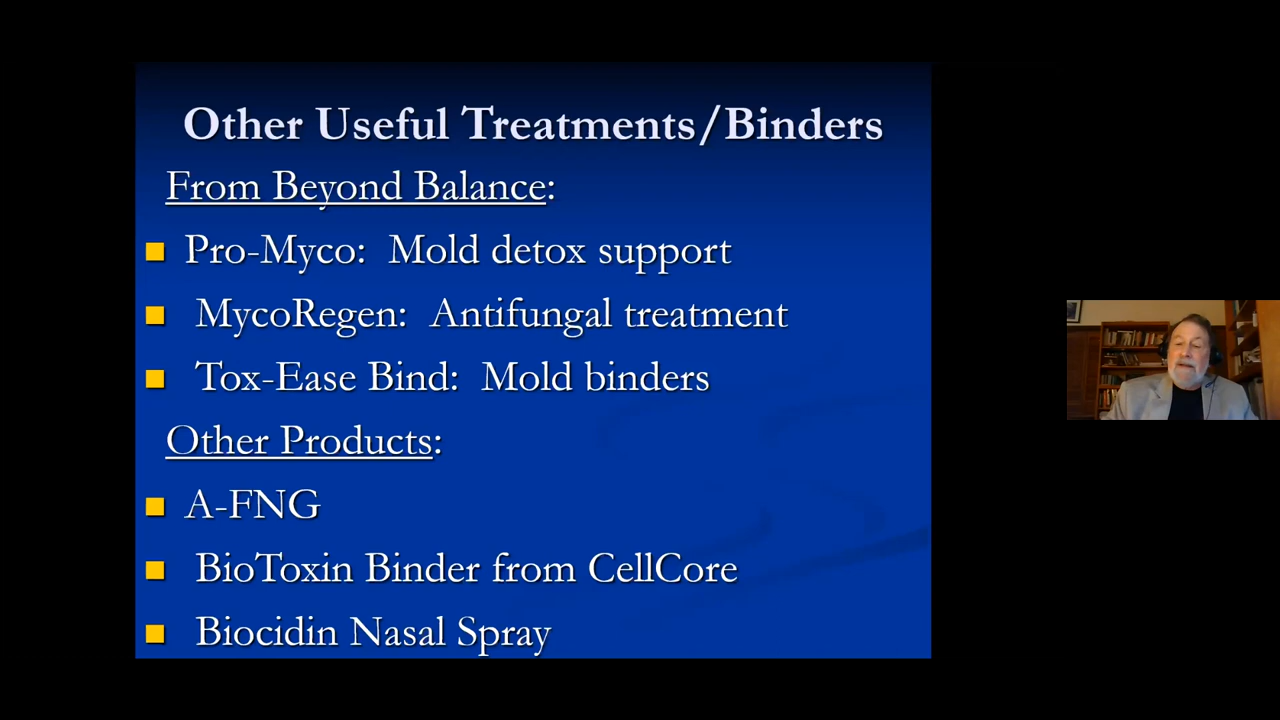 Other Useful Treatments/Binders
From Beyond Balance:
Pro-Myco: Mold detox support
MycoRegen: Antifungal treatment
Tox-Ease Bind: Mold binders
Other Products:
A-FNG
BioToxin Binder from CellCore
Biocidin Nasal Spray